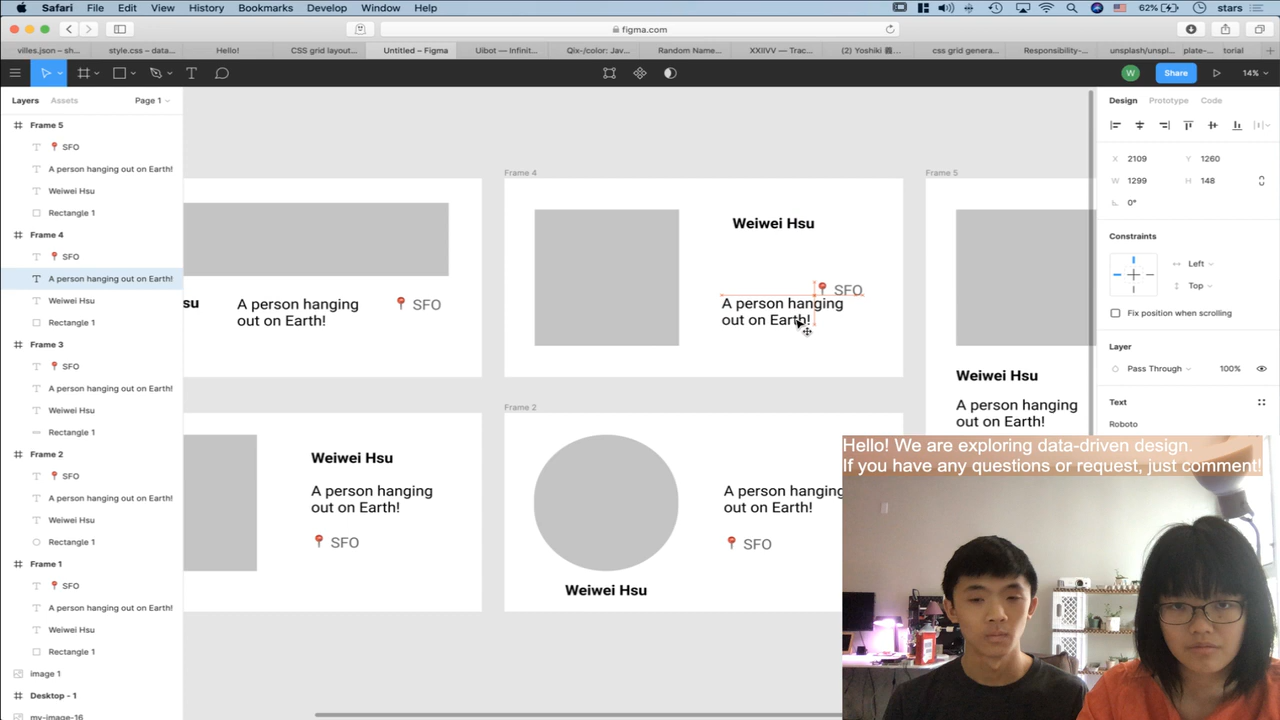 Safari File Edit View History Bookmarks Develop Window Help
62% stars
figma.com
villes.json – sh...
style.css – data...
Hello!
CSS grid layout...
Untitled – Figma
Uibot — Infinit...
Qix-/color: Jav...
Random Name...
XXIIVV — Trac...
(2) Yoshiki
css grid genera...
Responsibility-...
unsplash/unspl...
plate-...
torial
W
Share
14%
Layers Assets Page 1
Frame 5
📍 SFO
A person hanging out on Earth!
Weiwei Hsu
Rectangle 1
Frame 4
📍 SFO
A person hanging out on Earth!
Weiwei Hsu
Rectangle 1
Frame 3
📍 SFO
A person hanging out on Earth!
Weiwei Hsu
Rectangle 1
Frame 2
📍 SFO
A person hanging out on Earth!
Weiwei Hsu
Rectangle 1
Frame 1
📍 SFO
A person hanging out on Earth!
Weiwei Hsu
Rectangle 1
image 1
Desktop - 1
my-image-16
su
A person hanging
out on Earth!
📍 SFO
Frame 4
Weiwei Hsu
📍 SFO
A person hanging
out on Earth!
Frame 5
Weiwei Hsu
A person hanging
out on Earth!
Weiwei Hsu
A person hanging
out on Earth!
📍 SFO
Frame 2
Weiwei Hsu
A person hanging
out on Earth!
📍 SFO
Design Prototype Code
X 2109 Y 1260
W 1299 H 148
0°
Constraints
Left
Top
Fix position when scrolling
Layer
Pass Through 100%
Text
Roboto
Hello! We are exploring data-driven design.
If you have any questions or request, just comment!